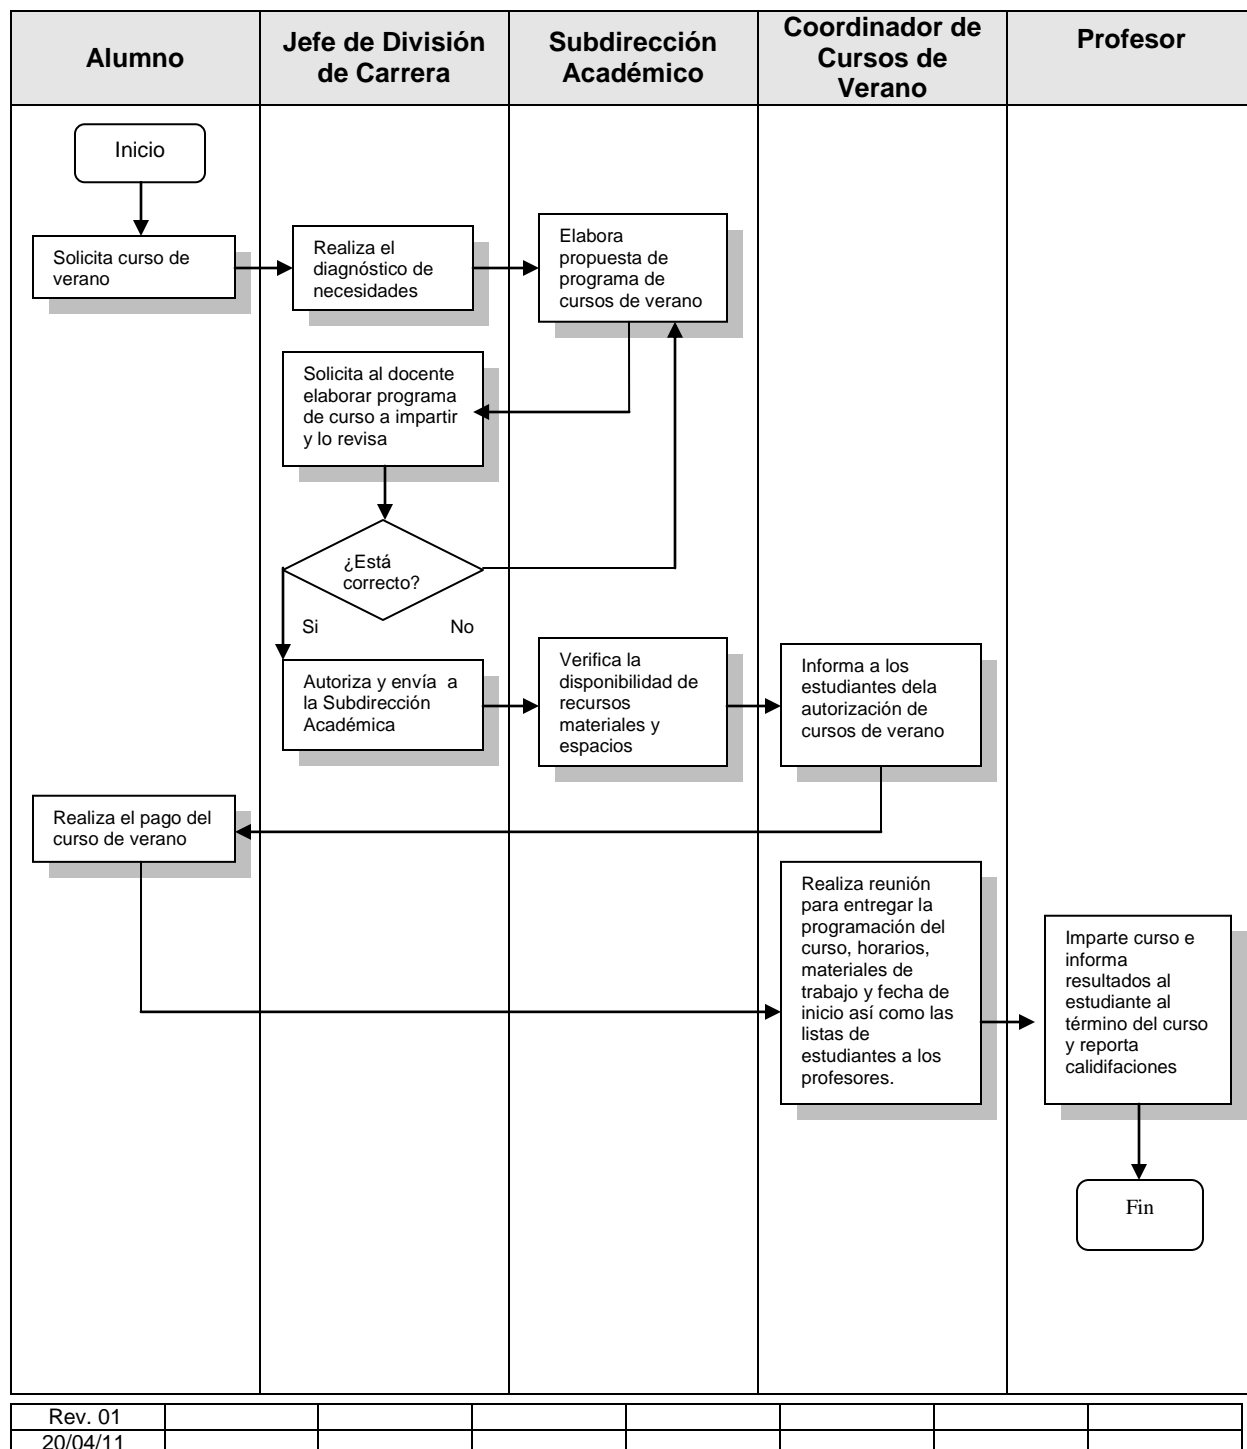 Alumno
Jefe de División
de Carrera
Subdirección
Académico
Coordinador de
Cursos de
Verano
Profesor
Inicio
Solicita curso de
verano
Realiza el
diagnóstico de
necesidades
Elabora
propuesta de
programa de
cursos de verano
Solicita al docente
elaborar programa
de curso a impartir
y lo revisa
¿Está
correcto?
Si
No
Autoriza y envía  a
la Subdirección
Académica
Verifica la
disponibilidad de
recursos
materiales y
espacios
Informa a los
estudiantes dela
autorización de
cursos de verano
Realiza el pago del
curso de verano
Realiza reunión
para entregar la
programación del
curso, horarios,
materiales de
trabajo y fecha de
inicio así como las
listas de
estudiantes a los
profesores.
Imparte curso e
informa
resultados al
estudiante al
término del curso
y reporta
calidifaciones
Fin
Rev. 01
20/04/11